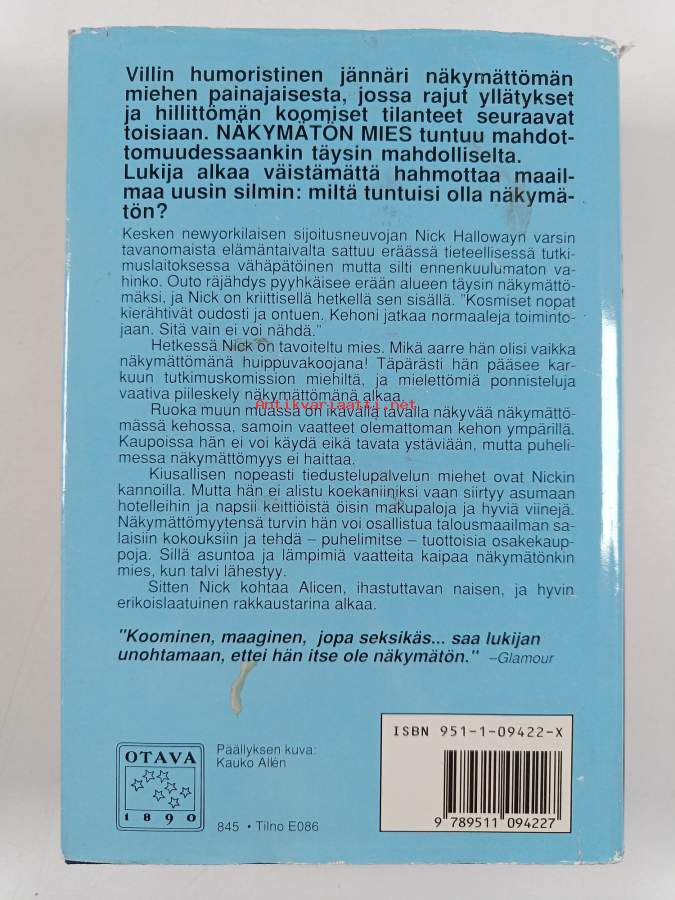 Villin humoristinen jännäri näkymättömän
miehen painajaisesta, jossa rajut yllätykset
ja hillittömän koomiset tilanteet seuraavat
toisiaan. NÄKYMÄTÖN MIES tuntuu mahdot-
tomuudessaankin täysin mahdolliselta.
Lukija alkaa väistämättä hahmottaa maail-
maa uusin silmin: miltä tuntuisi olla näkymä-
tön?
Kesken newyorkilaisen sijoitusneuvojan Nick Hallowayn varsin
tavanomaista elämäntaivalta sattuu eräässä tieteellisessä tutki-
muslaitoksessa vähäpätöinen mutta silti ennenkuulumaton va-
hinko. Outo räjähdys pyyhkäisee erään alueen täysin näkymättö-
mäksi, ja Nick on kriittisellä hetkellä sen sisällä. "Kosmiset nopat
kierähtivät oudosti ja ontuen. Kehoni jatkaa normaaleja toiminto-
jaan. Sitä vain ei voi nähdä."
Hetkessä Nick on tavoiteltu mies. Mikä aarre hän olisi vaikka
näkymättömänä huippuvakoojana! Täpärästi hän pääsee kar-
kuun tutkimuskomission miehiltä, ja mielettömiä ponnisteluja
vaativa piileskely näkymättömänä alkaa.
Antikvariaatti.net
Ruoka muun muassa on ikävällä tavalla näkyvää näkymättö-
mässä kehossa, samoin vaatteet olemattoman kehon ympärillä.
Kaupoissa hän ei voi käydä eikä tavata ystäviään, mutta puheli-
messa näkymättömyys ei haittaa.
Kiusallisen nopeasti tiedustelupalvelun miehet ovat Nickin
kannoilla. Mutta hän ei alistu koekaniiniksi vaan siirtyy asumaan
hotelleihin ja napsii keittiöistä öisin makupaloja ja hyviä viinejä.
Näkymättömyytensä turvin hän voi osallistua talousmaailman sa-
laisiin kokouksiin ja tehdä – puhelimitse – tuottoisia osakekaup-
poja. Sillä asuntoa ja lämpimiä vaatteita kaipaa näkymätönkin
mies, kun talvi lähestyy.
Sitten Nick kohtaa Alicen, ihastuttavan naisen, ja hyvin
erikoislaatuinen rakkaustarina alkaa.
"Koominen, maaginen, jopa seksikäs... saa lukijan
unohtamaan, ettei hän itse ole näkymätön." –Glamour
OTAVA
1890
Päällyksen kuva:
Kauko Allén
845 • Tilno E086
ISBN 951-1-09422-X
9 789511 094227